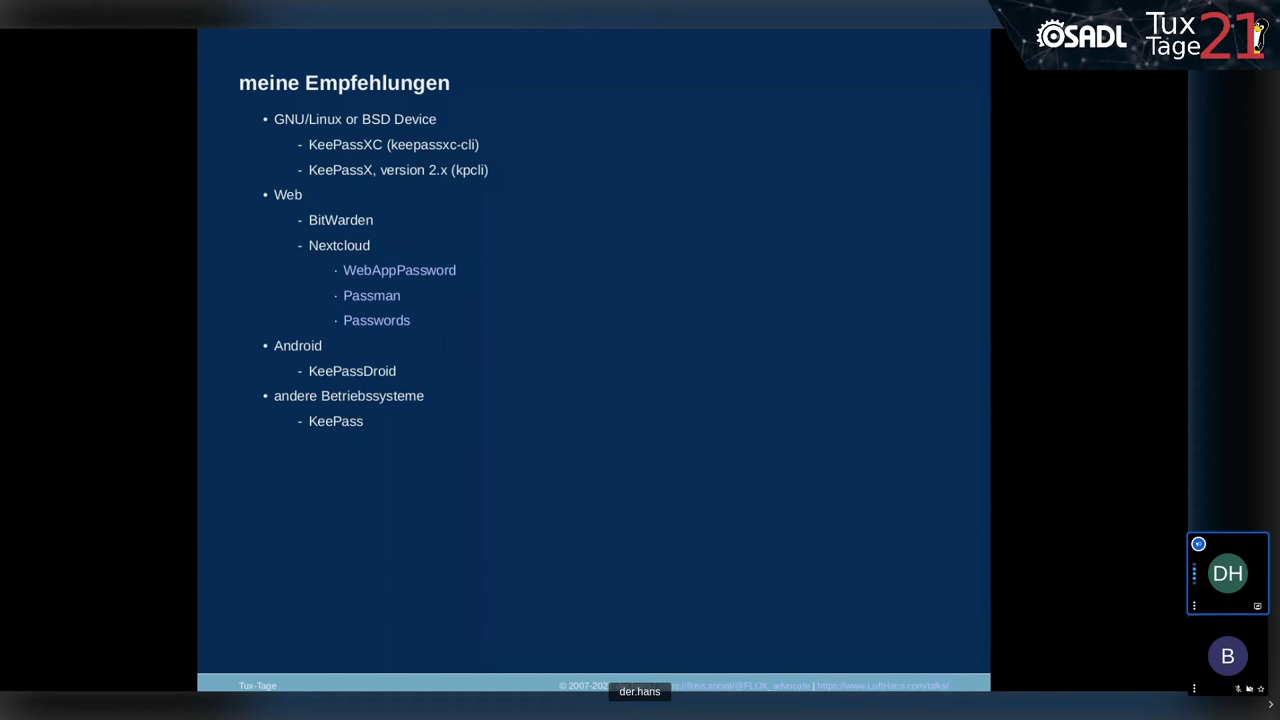 OSADL
Tux
Tage 21
meine Empfehlungen
• GNU/Linux or BSD Device
- KeePassXC (keepassxc-cli)
- KeePassX, version 2.x (kpcli)
• Web
- BitWarden
- Nextcloud
· WebAppPassword
· Passman
· Passwords
• Android
- KeePassDroid
• andere Betriebssysteme
- KeePass
DH
B
Tux-Tage
© 2007-202 | https://www.LuftHans.com/talks/
der.hans